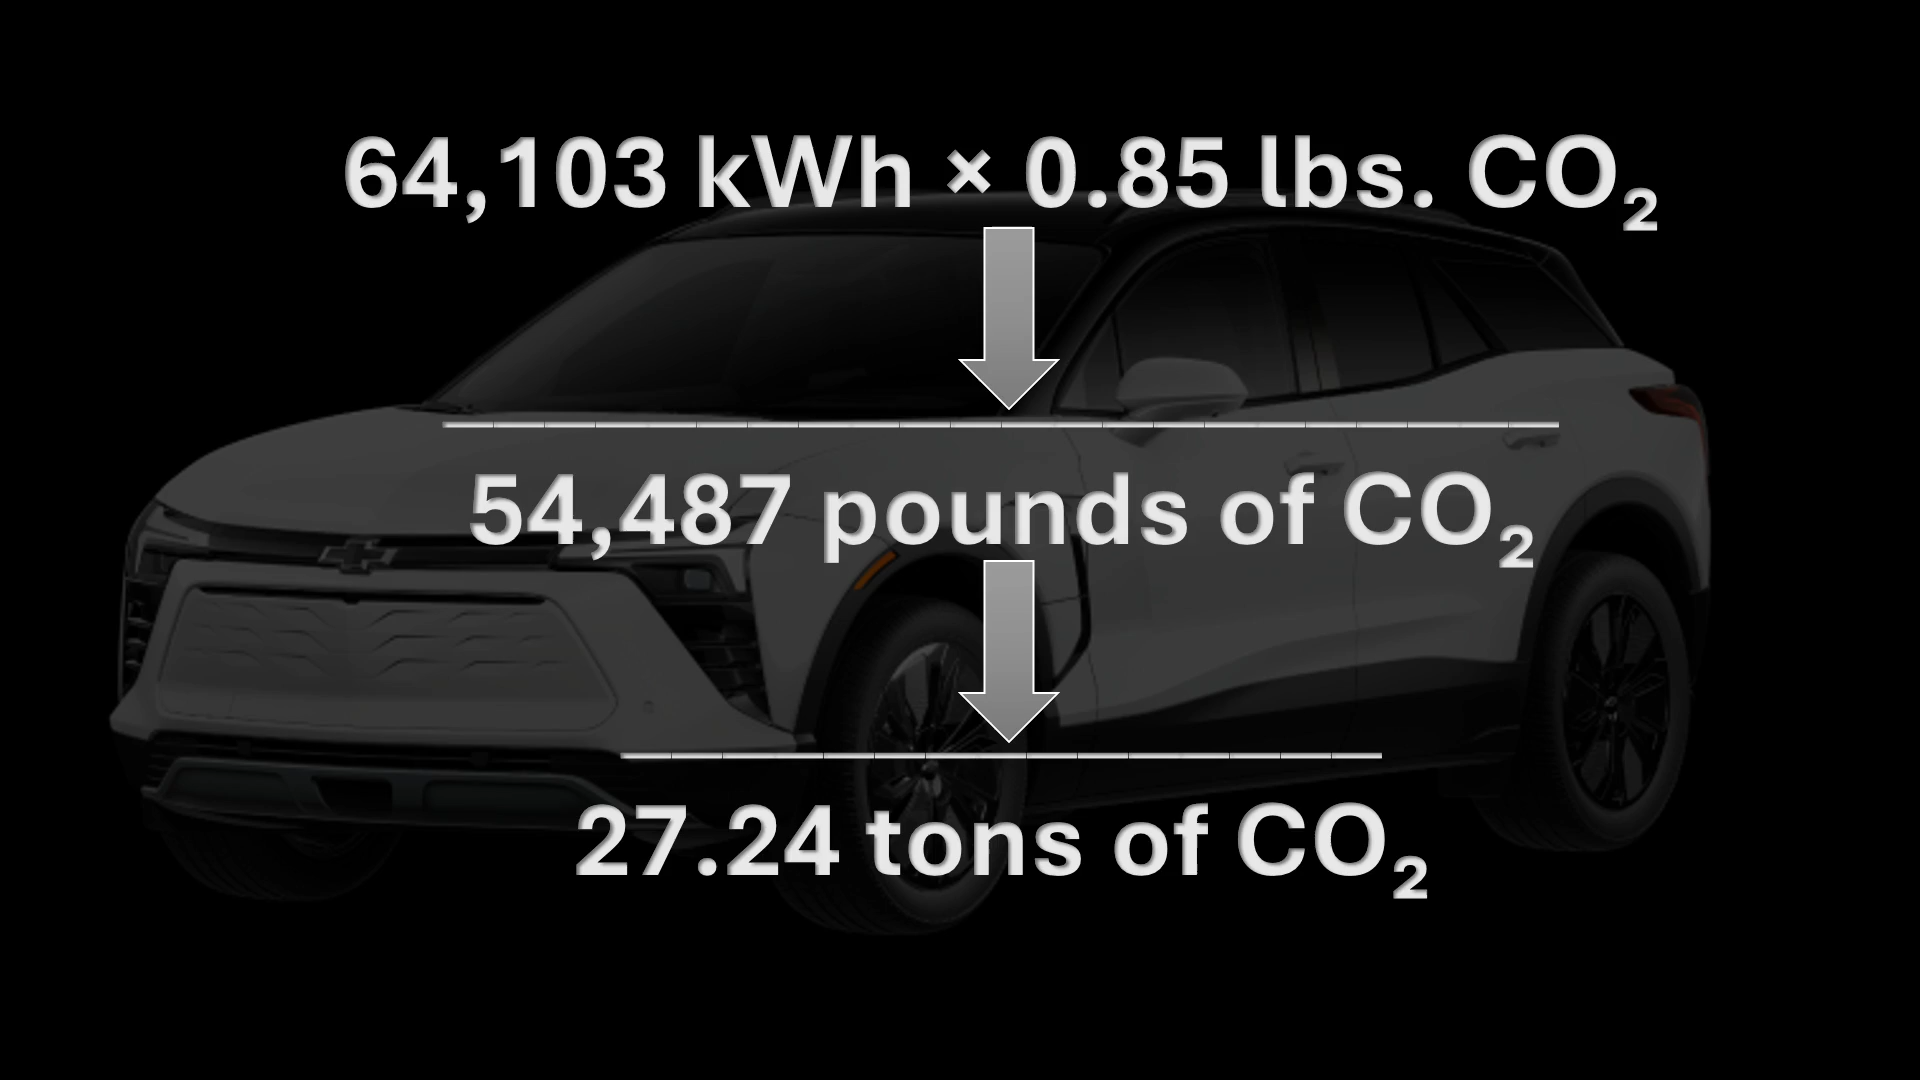 64,103 kWh × 0.85 lbs. CO₂
54,487 pounds of CO₂
27.24 tons of CO₂